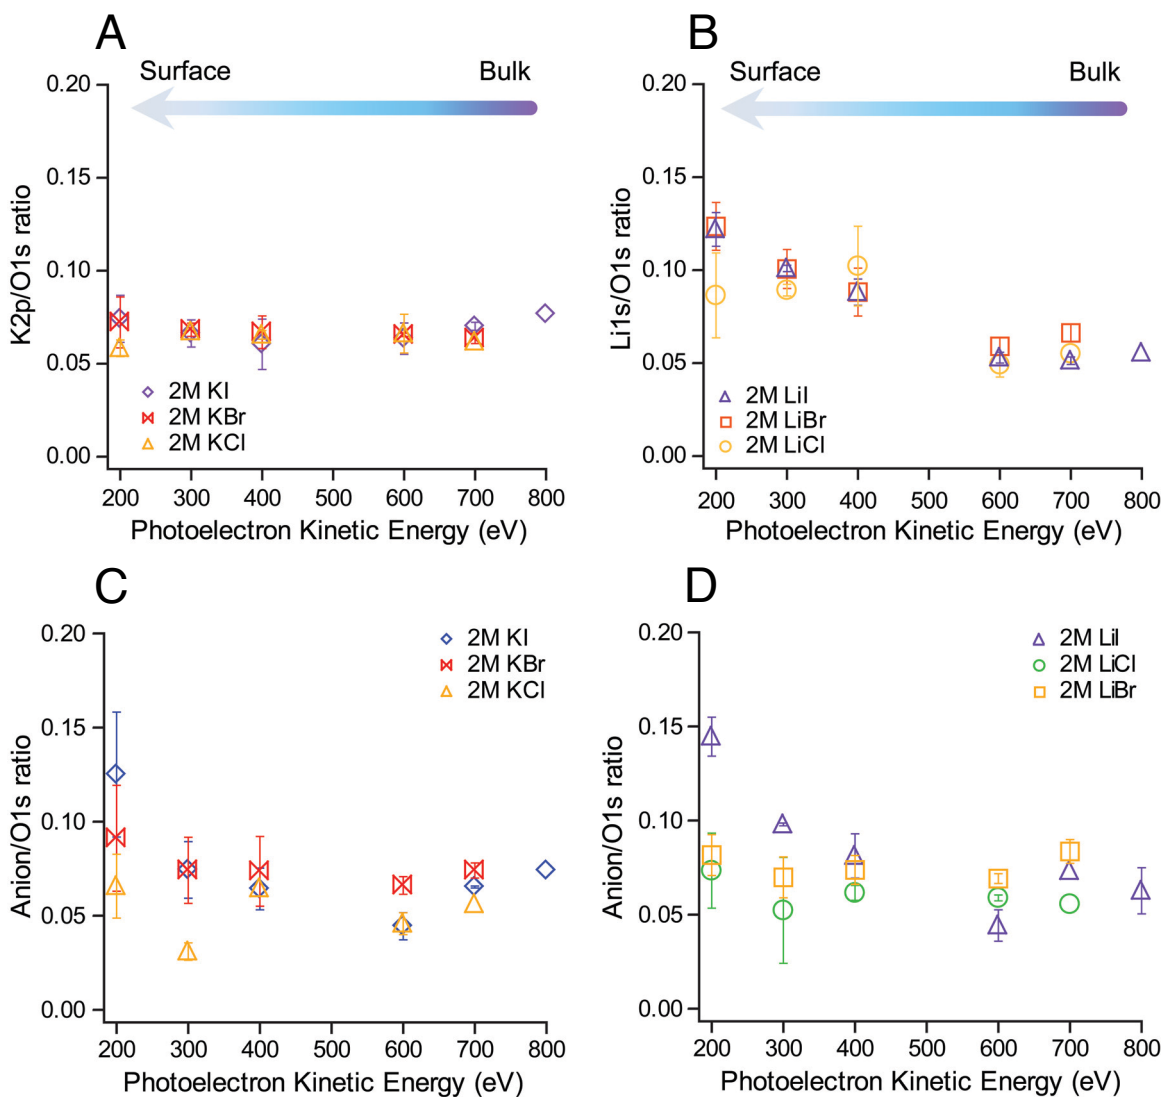 A
Surface Bulk
0.20
0.15
0.10
0.05
0.00
K2p/O1s ratio
2M KI
2M KBr
2M KCl
200 300 400 500 600 700 800
Photoelectron Kinetic Energy (eV)
B
Surface Bulk
0.20
0.15
0.10
0.05
0.00
Li1s/O1s ratio
2M LiI
2M LiBr
2M LiCl
200 300 400 500 600 700 800
Photoelectron Kinetic Energy (eV)
C
0.20
0.15
0.10
0.05
0.00
Anion/O1s ratio
2M KI
2M KBr
2M KCl
200 300 400 500 600 700 800
Photoelectron Kinetic Energy (eV)
D
0.20
0.15
0.10
0.05
0.00
Anion/O1s ratio
2M LiI
2M LiCl
2M LiBr
200 300 400 500 600 700 800
Photoelectron Kinetic Energy (eV)